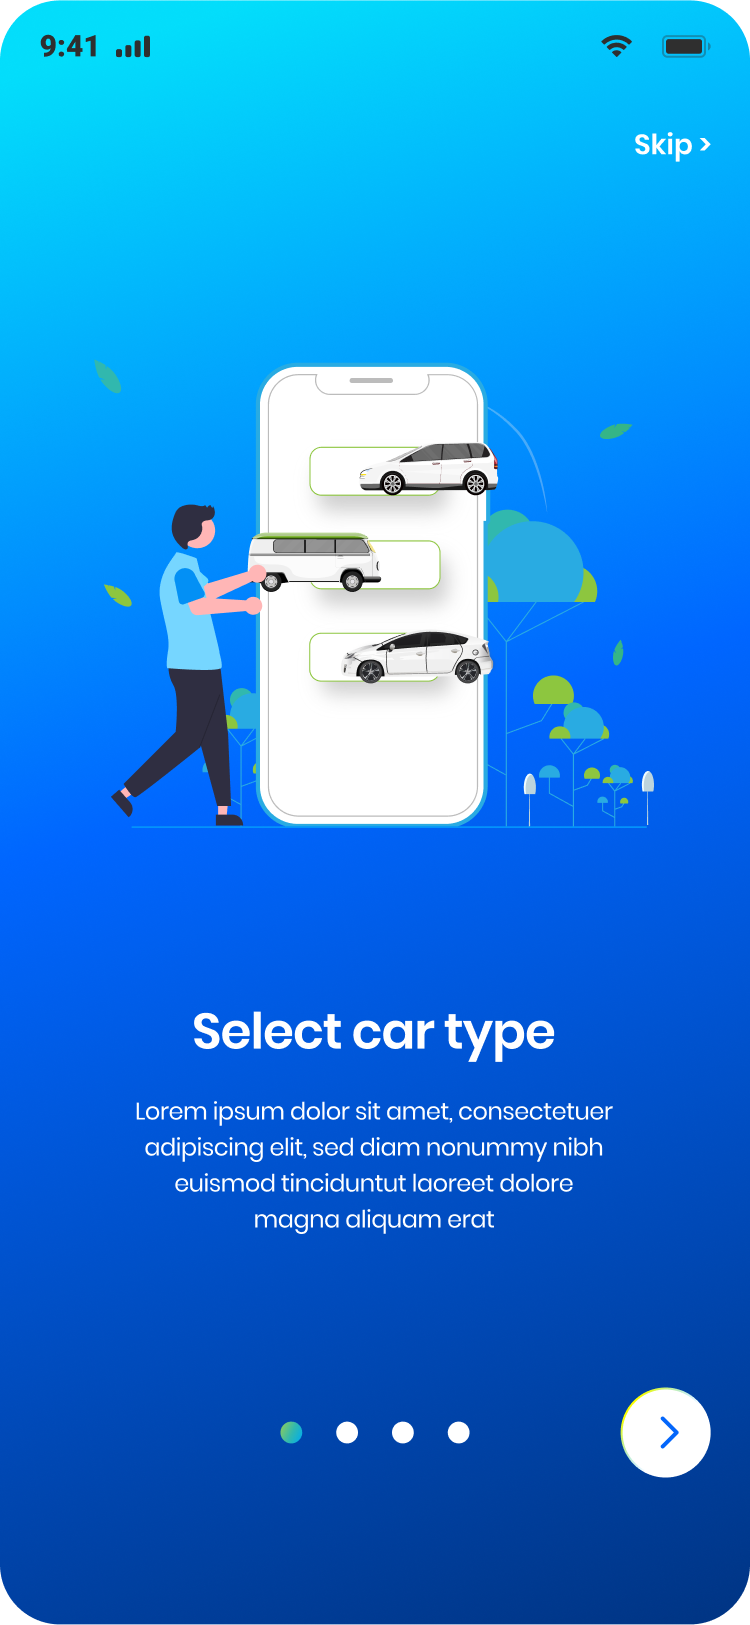 9:41
Skip >
Select car type
Lorem ipsum dolor sit amet, consectetuer
adipiscing elit, sed diam nonummy nibh
euismod tinciduntut laoreet dolore
magna aliquam erat